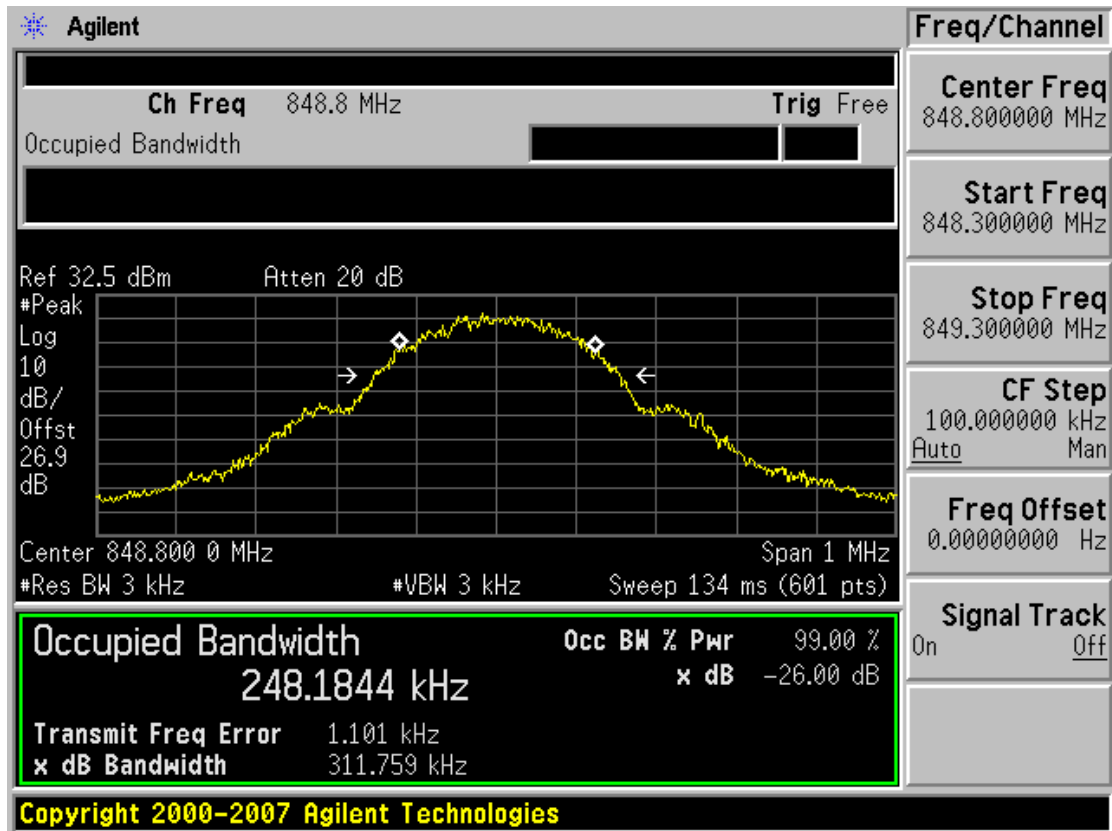 Agilent
Freq/Channel
Ch Freq 848.8 MHz Trig Free
Occupied Bandwidth
Center Freq
848.800000 MHz
Start Freq
848.300000 MHz
Stop Freq
849.300000 MHz
CF Step
100.000000 kHz
Auto Man
Freq Offset
0.00000000 Hz
Signal Track
On Off
Ref 32.5 dBm Atten 20 dB
#Peak
Log
10
dB/
Offst
26.9
dB
Center 848.800 0 MHz Span 1 MHz
#Res BW 3 kHz #VBW 3 kHz Sweep 134 ms (601 pts)
Occupied Bandwidth Occ BW % Pwr 99.00 %
248.1844 kHz x dB -26.00 dB
Transmit Freq Error 1.101 kHz
x dB Bandwidth 311.759 kHz
Copyright 2000-2007 Agilent Technologies